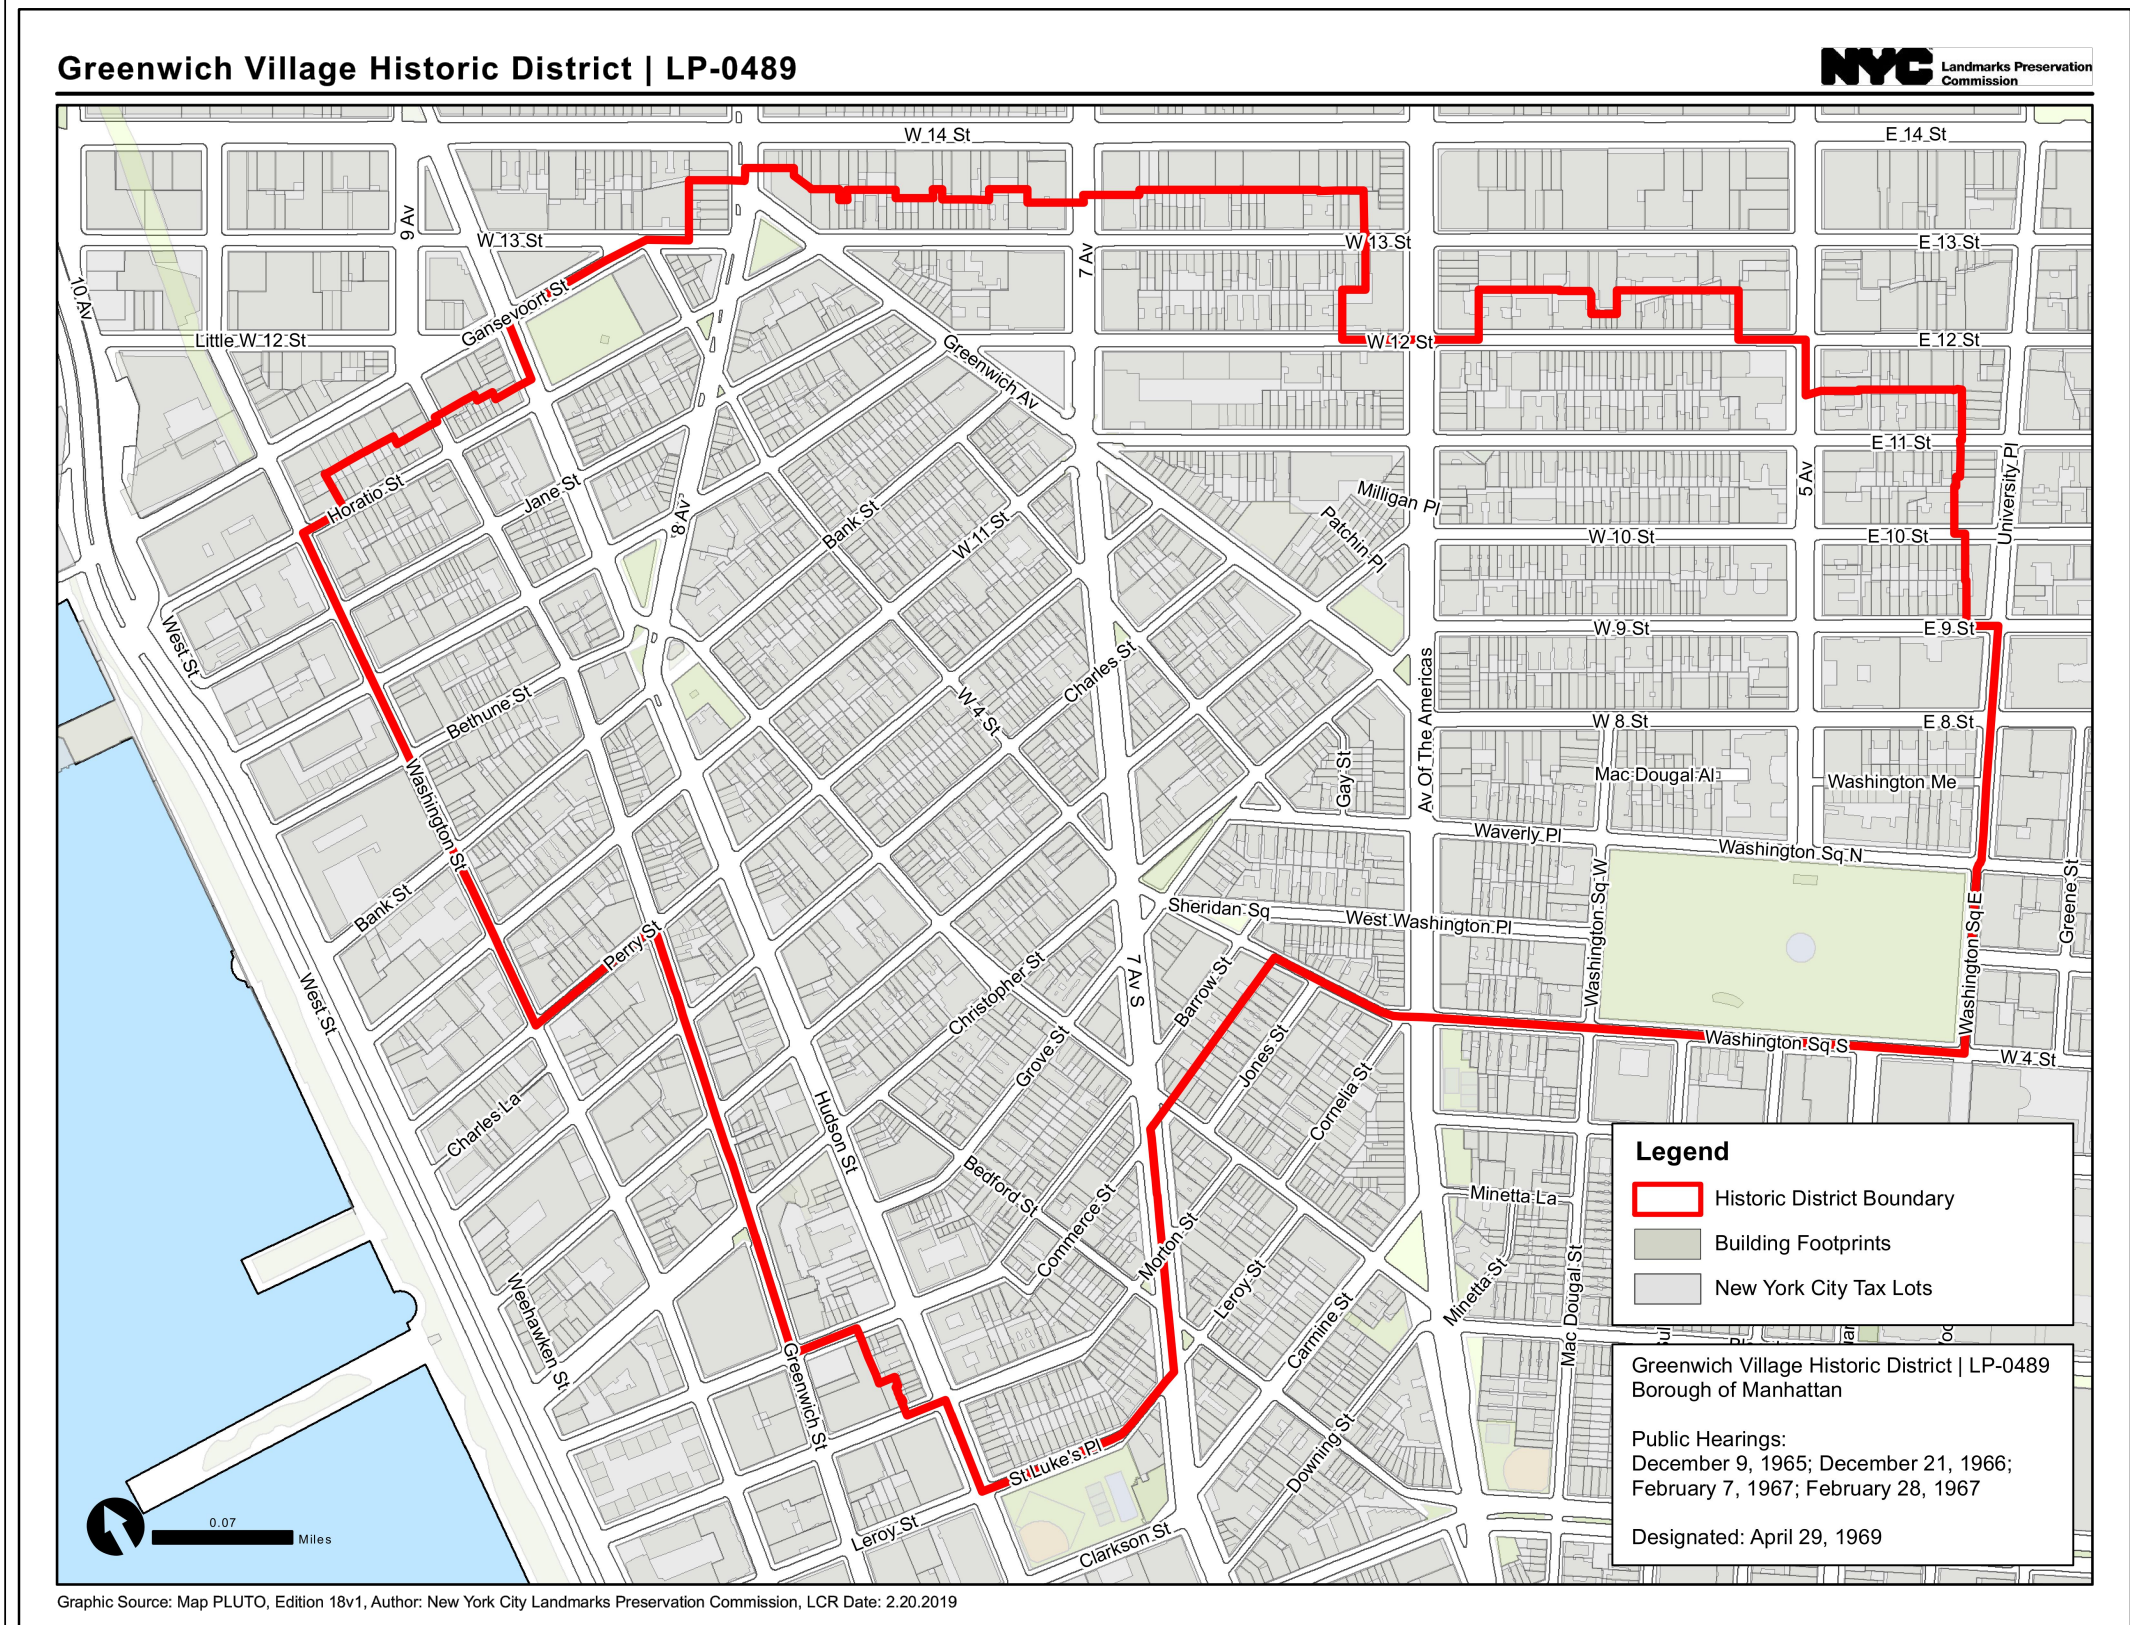 Greenwich Village Historic District | LP-0489
NYC Landmarks Preservation
Commission
W 14 St
E 14 St
9 Av
W 13 St
7 Av
W 13 St
E 13 St
10 Av
Gansevoort St
Little W 12 St
Greenwich Av
W 12 St
E 12 St
E 11 St
Horatio St
Jane St
8 Av
Bank St
W 11 St
Milligan Pl
Patchin Pl
5 Av
University Pl
W 10 St
E 10 St
West St
W 9 St
E 9 St
Bethune St
W 4 St
Charles St
Gay St
Av Of The Americas
W 8 St
E 8 St
Mac Dougal Al
Washington Me
Washington St
Waverly Pl
Washington Sq N
Bank St
Perry St
Sheridan Sq
West Washington Pl
Washington Sq W
Washington Sq E
Greene St
West St
Christopher St
7 Av S
Barrow St
Washington Sq S
W 4 St
Charles La
Hudson St
Grove St
Jones St
Cornelia St
Bedford St
Commerce St
Morton St
Minetta La
Weehawken St
Leroy St
Carmine St
Minetta St
Mac Dougal St
Greenwich St
St Luke's Pl
Downing St
Leroy St
Clarkson St
Legend
Historic District Boundary
Building Footprints
New York City Tax Lots
Greenwich Village Historic District | LP-0489
Borough of Manhattan
Public Hearings:
December 9, 1965; December 21, 1966;
February 7, 1967; February 28, 1967
Designated: April 29, 1969
0.07
Miles
Graphic Source: Map PLUTO, Edition 18v1, Author: New York City Landmarks Preservation Commission, LCR Date: 2.20.2019